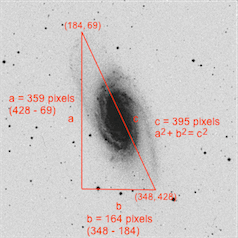 (184, 69)
a = 359 pixels
(428 - 69)
a
c
c = 395 pixels
a² + b² = c²
(348, 428)
b
b = 164 pixels
(348 - 184)